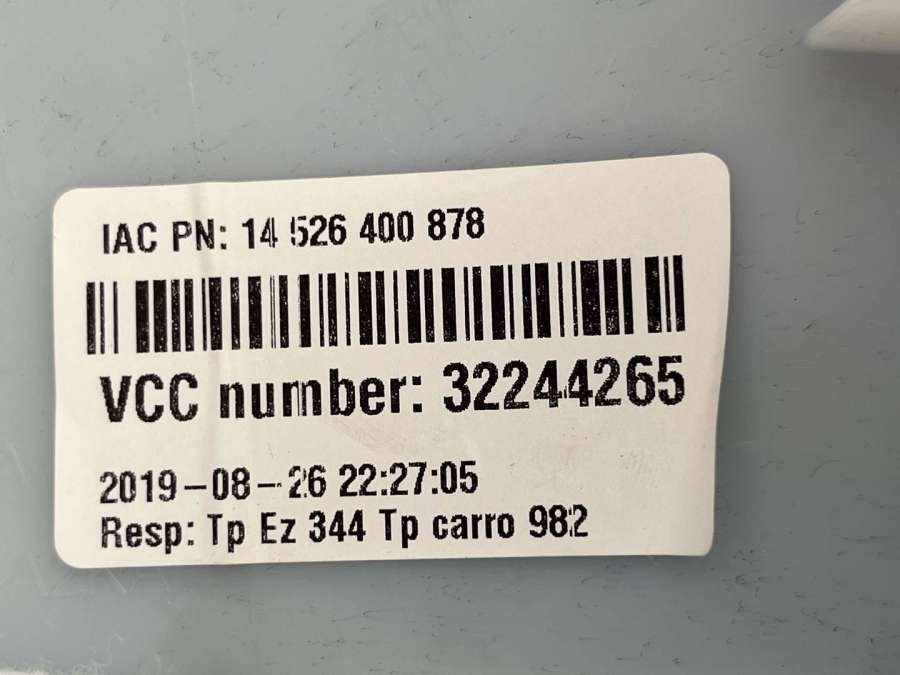 IAC PN: 14 526 400 878
VCC number: 32244265
2019-08-26 22:27:05
Resp: Tp Ez 344 Tp carro 982